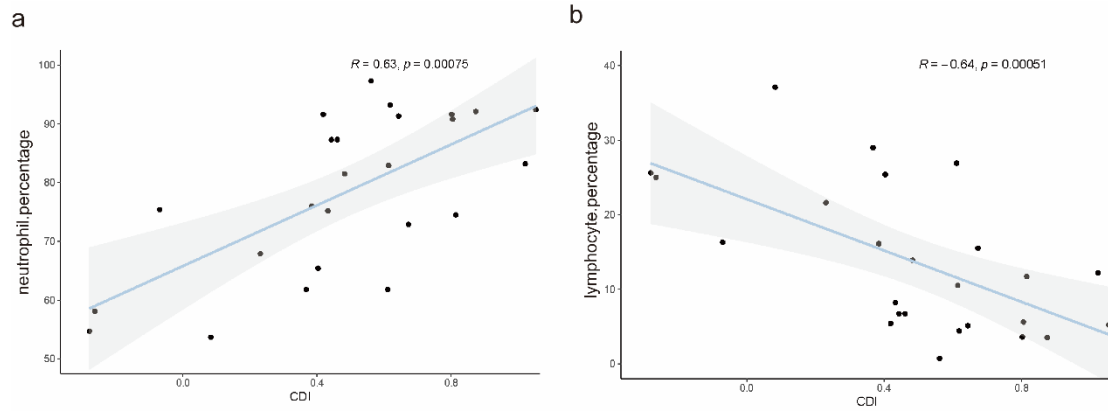 a
R = 0.63, p = 0.00075
neutrophil.percentage
100
90
80
70
60
50
0.0 0.4 0.8
CDI
b
R = −0.64, p = 0.00051
lymphocyte.percentage
40
30
20
10
0
0.0 0.4 0.8
CDI